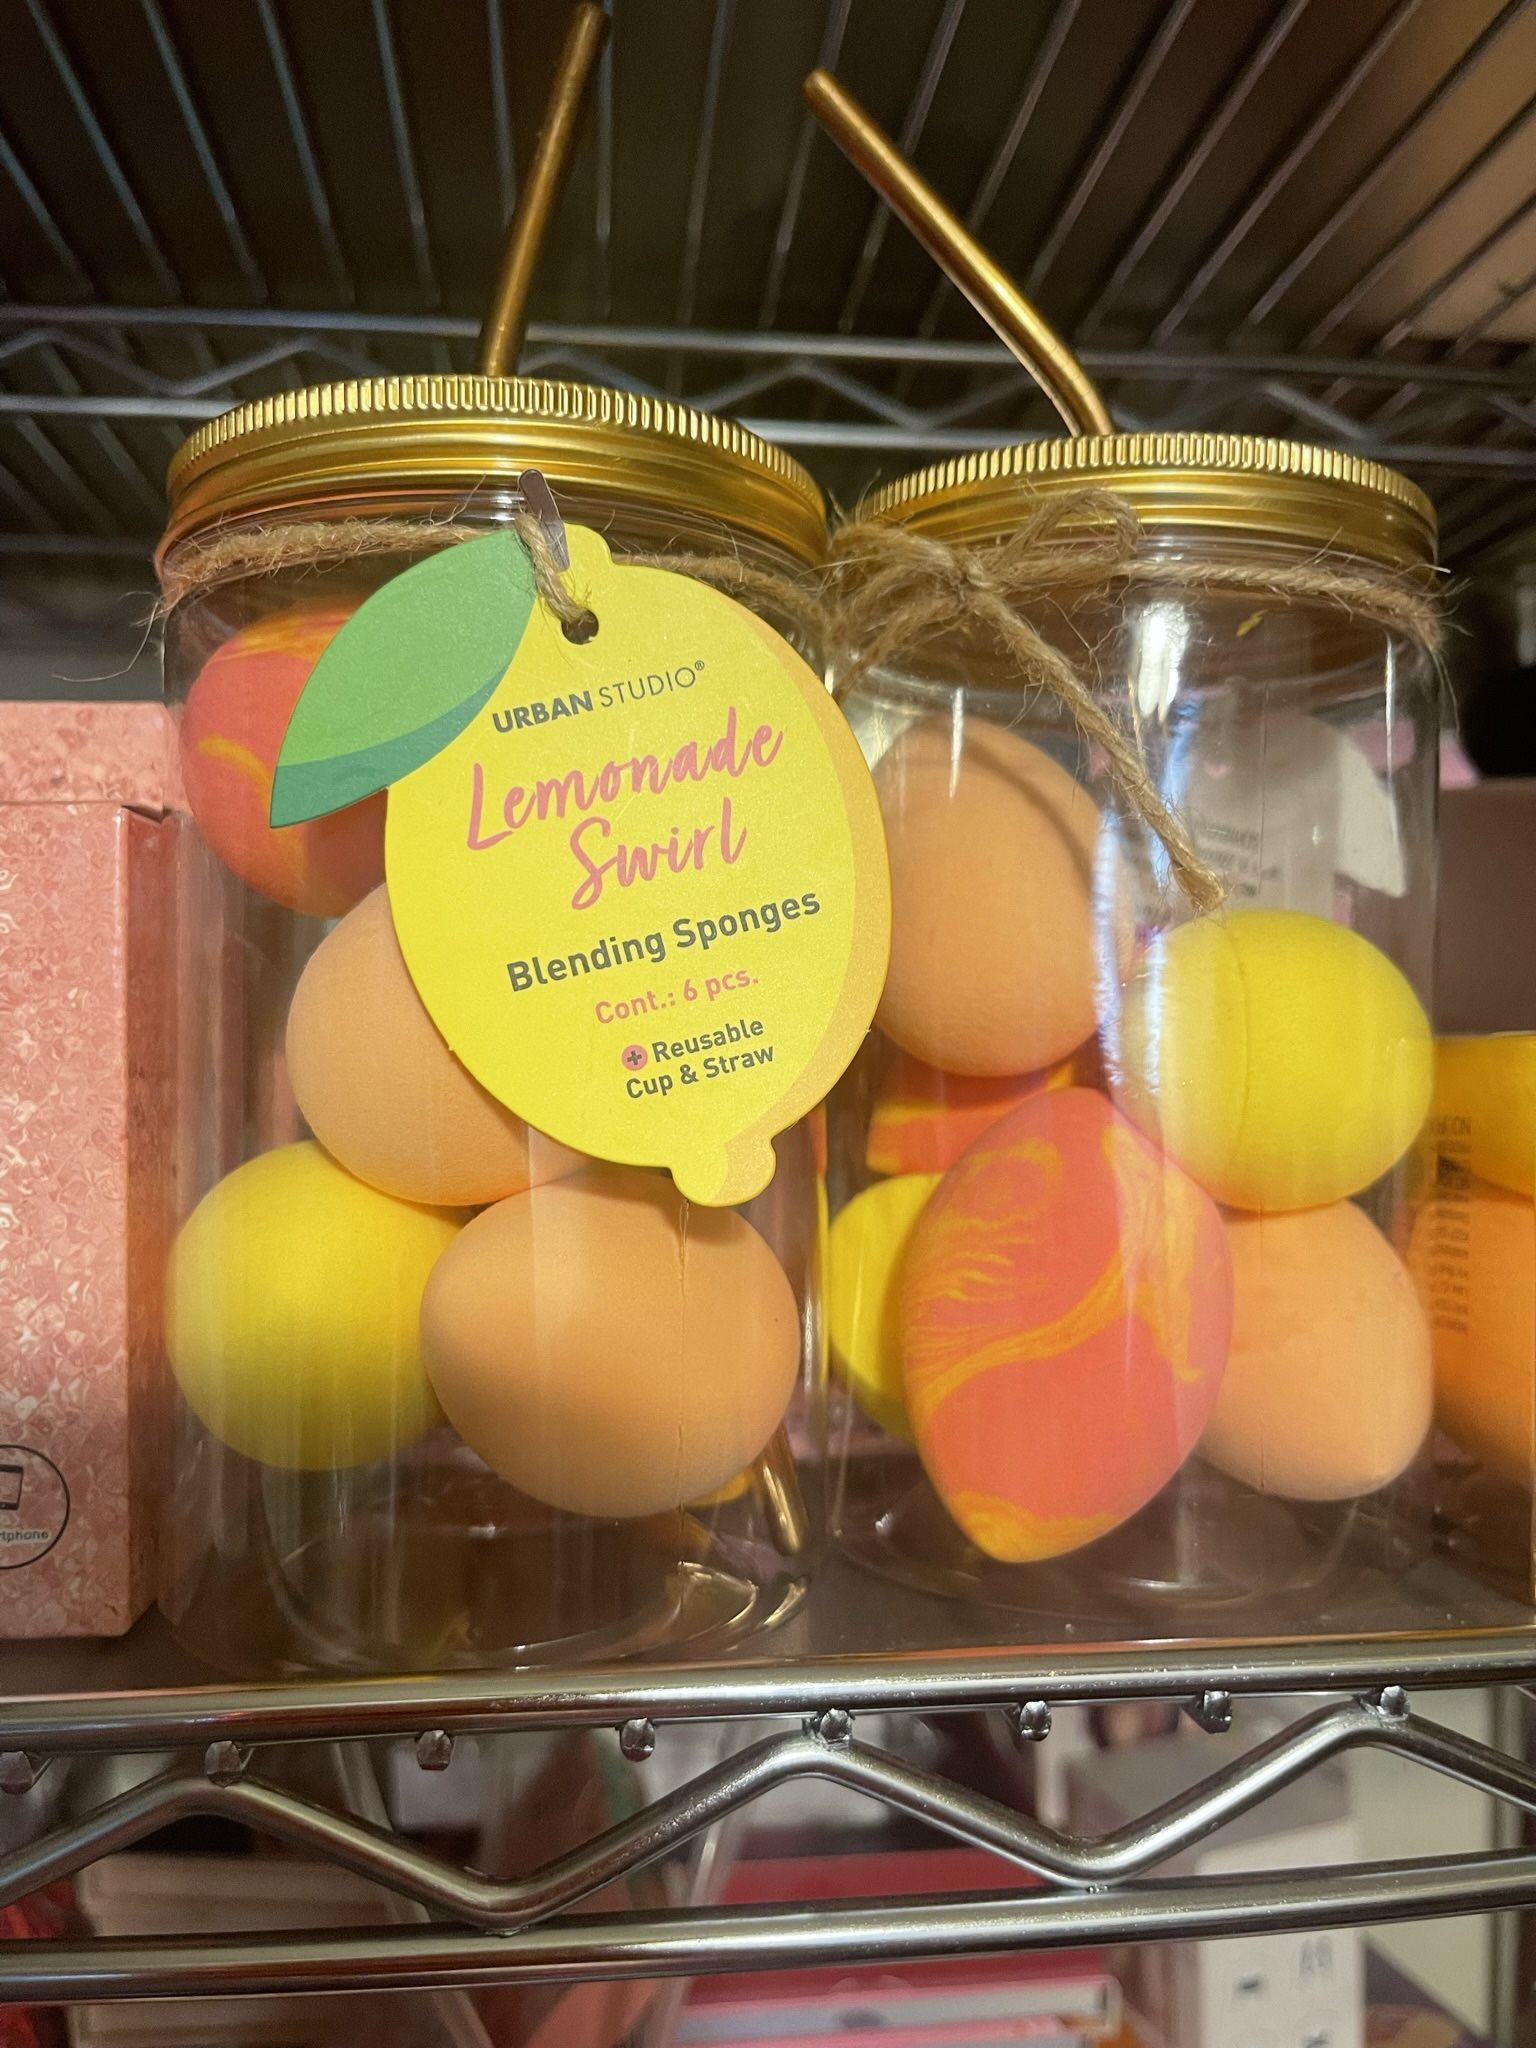 URBAN STUDIO®
Lemonade
Swirl
Blending Sponges
Cont.: 6 pcs.
+ Reusable
Cup & Straw